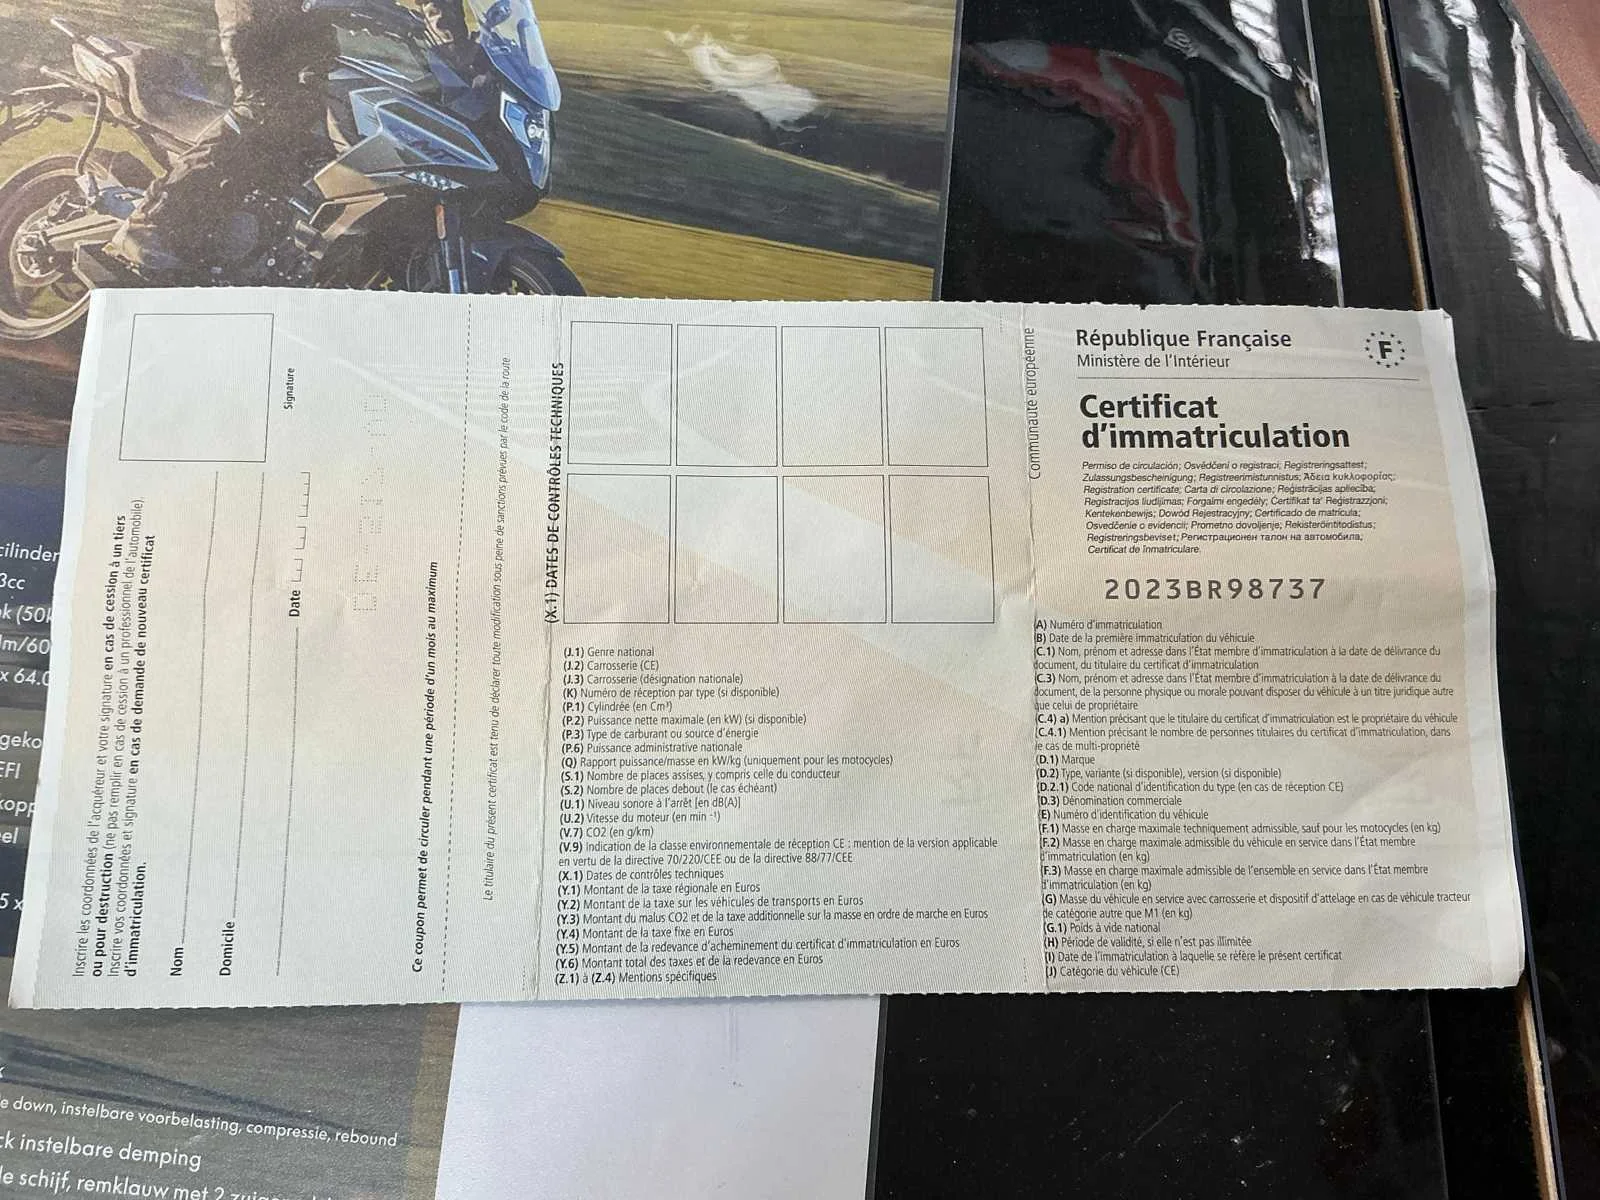 Inscrire les coordonnées de l'acquéreur et votre signature en cas de cession à un tiers
ou pour destruction (ne pas remplir en cas de cession à un professionnel de l'automobile).
Inscrire vos coordonnées et signature en cas de demande de nouveau certificat
d'immatriculation.
Nom
Domicile
Date
Signature
Ce coupon permet de circuler pendant une période d'un mois au maximum
Le titulaire du présent certificat est tenu de déclarer toute modification sous peine de sanctions prévues par le code de la route
(X.1) DATES DE CONTRÔLES TECHNIQUES
(J.1) Genre national
(J.2) Carrosserie (CE)
(J.3) Carrosserie (désignation nationale)
(K) Numéro de réception par type (si disponible)
(P.1) Cylindrée (en Cm³)
(P.2) Puissance nette maximale (en kW) (si disponible)
(P.3) Type de carburant ou source d'énergie
(P.6) Puissance administrative nationale
(Q) Rapport puissance/masse en kW/kg (uniquement pour les motocycles)
(S.1) Nombre de places assises, y compris celle du conducteur
(S.2) Nombre de places debout (le cas échéant)
(U.1) Niveau sonore à l'arrêt [en dB(A)]
(U.2) Vitesse du moteur (en min -¹)
(V.7) CO2 (en g/km)
(V.9) Indication de la classe environnementale de réception CE : mention de la version applicable
en vertu de la directive 70/220/CEE ou de la directive 88/77/CEE
(X.1) Dates de contrôles techniques
(Y.1) Montant de la taxe régionale en Euros
(Y.2) Montant de la taxe sur les véhicules de transports en Euros
(Y.3) Montant du malus CO2 et de la taxe additionnelle sur la masse en ordre de marche en Euros
(Y.4) Montant de la taxe fixe en Euros
(Y.5) Montant de la redevance d'acheminement du certificat d'immatriculation en Euros
(Y.6) Montant total des taxes et de la redevance en Euros
(Z.1) à (Z.4) Mentions spécifiques
Communauté européenne
République Française
Ministère de l'Intérieur
F
Certificat
d'immatriculation
Permiso de circulación; Osvědčení o registraci; Registreringsattest;
Zulassungsbescheinigung; Registreerimistunnistus; Άδεια κυκλοφορίας;
Registration certificate; Carta di circolazione; Reģistrācijas apliecība;
Registracijos liudijimas; Forgalmi engedély; Ċertifikat ta' Reġistrazzjoni;
Kentekenbewijs; Dowód Rejestracyjny; Certificado de matrícula;
Osvedčenie o evidencii; Prometno dovoljenje; Rekisteröintitodistus;
Registreringsbeviset; Регистрационен талон на автомобила;
Certificat de înmatriculare.
2023BR98737
(A) Numéro d'immatriculation
(B) Date de la première immatriculation du véhicule
(C.1) Nom, prénom et adresse dans l'État membre d'immatriculation à la date de délivrance du
document, du titulaire du certificat d'immatriculation
(C.3) Nom, prénom et adresse dans l'État membre d'immatriculation à la date de délivrance du
document, de la personne physique ou morale pouvant disposer du véhicule à un titre juridique autre
que celui de propriétaire
(C.4) a) Mention précisant que le titulaire du certificat d'immatriculation est le propriétaire du véhicule
(C.4.1) Mention précisant le nombre de personnes titulaires du certificat d'immatriculation, dans
le cas de multi-propriété
(D.1) Marque
(D.2) Type, variante (si disponible), version (si disponible)
(D.2.1) Code national d'identification du type (en cas de réception CE)
(D.3) Dénomination commerciale
(E) Numéro d'identification du véhicule
(F.1) Masse en charge maximale techniquement admissible, sauf pour les motocycles (en kg)
(F.2) Masse en charge maximale admissible du véhicule en service dans l'État membre
d'immatriculation (en kg)
(F.3) Masse en charge maximale admissible de l'ensemble en service dans l'État membre
d'immatriculation (en kg)
(G) Masse du véhicule en service avec carrosserie et dispositif d'attelage en cas de véhicule tracteur
de catégorie autre que M1 (en kg)
(G.1) Poids à vide national
(H) Période de validité, si elle n'est pas illimitée
(I) Date de l'immatriculation à laquelle se réfère le présent certificat
(J) Catégorie du véhicule (CE)
MT
cilinder
3cc
k (50k
m/60
x 64.0
geko
EFI
kopp
el
5 x
e down, instelbare voorbelasting, compressie, rebound
ck instelbare demping
le schijf, remklauw met 2